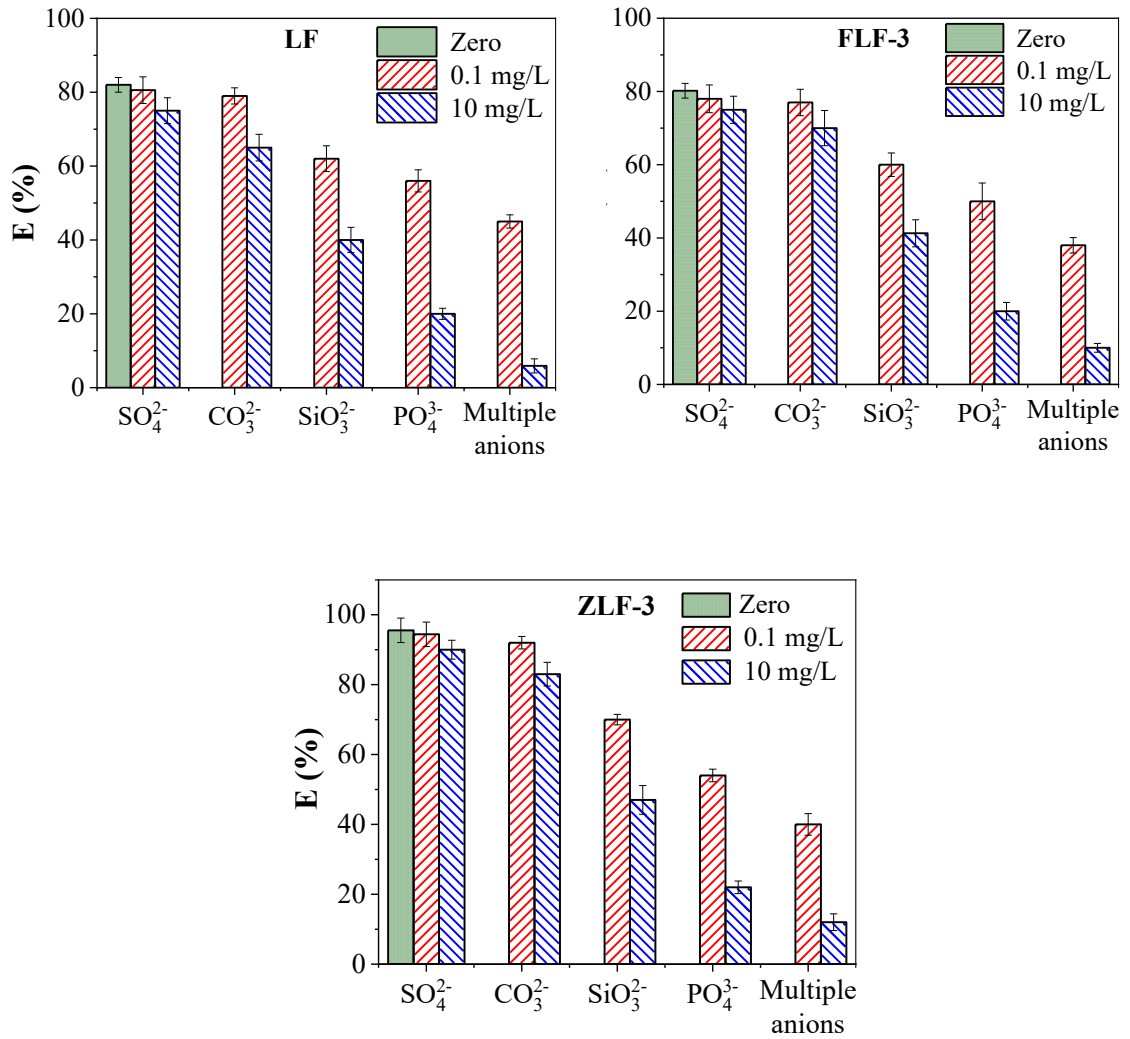 LF
Zero
0.1 mg/L
10 mg/L
E (%)
100
80
60
40
20
0
SO₄²⁻ CO₃²⁻ SiO₃²⁻ PO₄³⁻ Multiple
anions
FLF-3
Zero
0.1 mg/L
10 mg/L
100
80
60
40
20
0
SO₄²⁻ CO₃²⁻ SiO₃²⁻ PO₄³⁻ Multiple
anions
ZLF-3
Zero
0.1 mg/L
10 mg/L
E (%)
100
80
60
40
20
0
SO₄²⁻ CO₃²⁻ SiO₃²⁻ PO₄³⁻ Multiple
anions